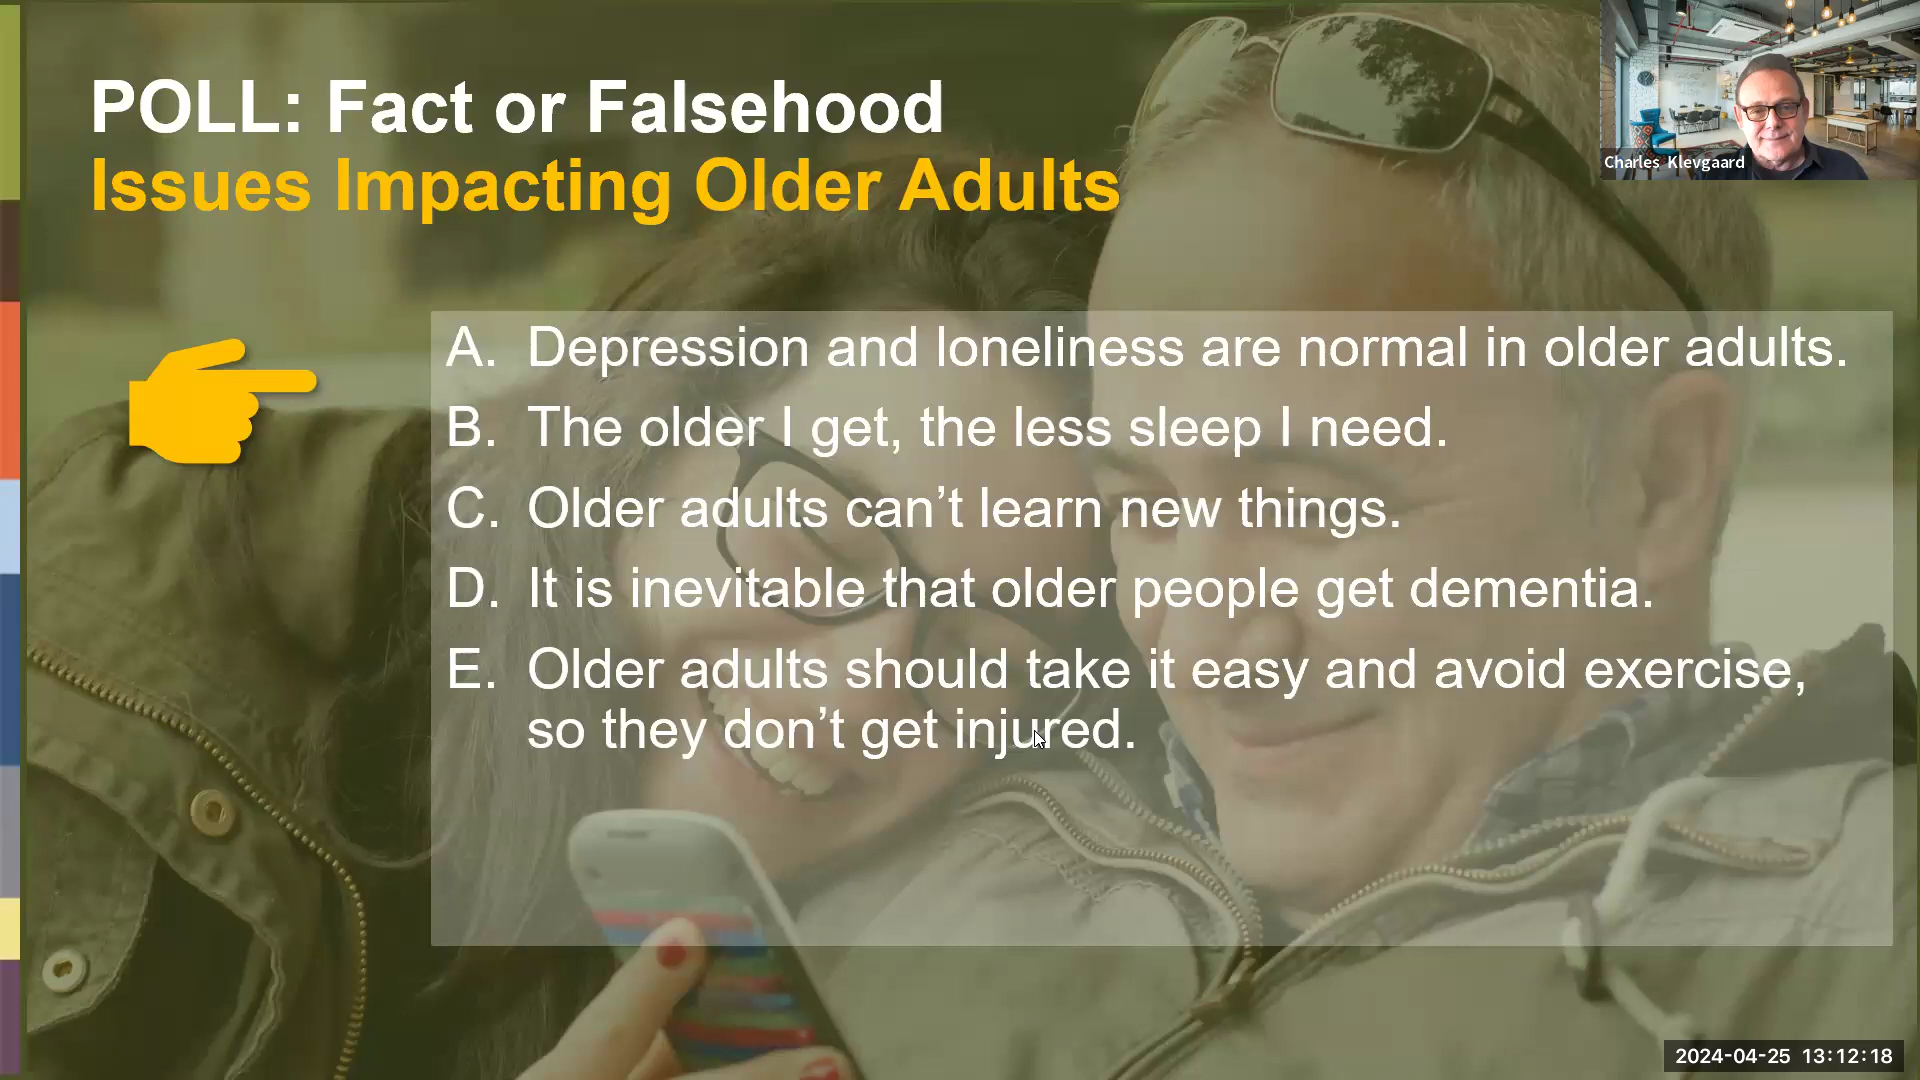 POLL: Fact or Falsehood
Issues Impacting Older Adults
Charles Klevgaard
A. Depression and loneliness are normal in older adults.
B. The older I get, the less sleep I need.
C. Older adults can’t learn new things.
D. It is inevitable that older people get dementia.
E. Older adults should take it easy and avoid exercise,
so they don’t get injured.
2024-04-25 13:12:18